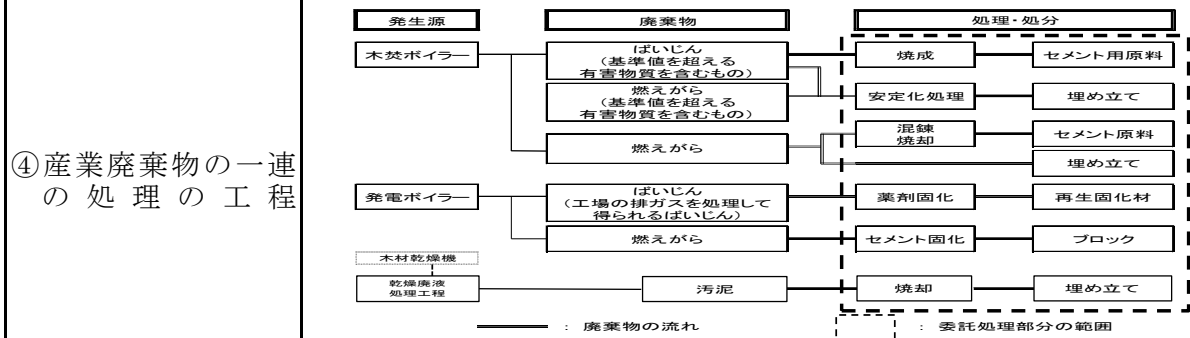 ④産業廃棄物の一連
の処理の工程
発生源
廃棄物
処理・処分
木焚ボイラー
ばいじん
(基準値を超える
有害物質を含むもの)
焼成
セメント用原料
燃えがら
(基準値を超える
有害物質を含むもの)
安定化処理
埋め立て
燃えがら
混錬
焼却
セメント原料
埋め立て
発電ボイラー
ばいじん
(工場の排ガスを処理して
得られるばいじん)
薬剤固化
再生固化材
燃えがら
セメント固化
ブロック
木材乾燥機
乾燥廃液
処理工程
汚泥
焼却
埋め立て
: 廃棄物の流れ
: 委託処理部分の範囲